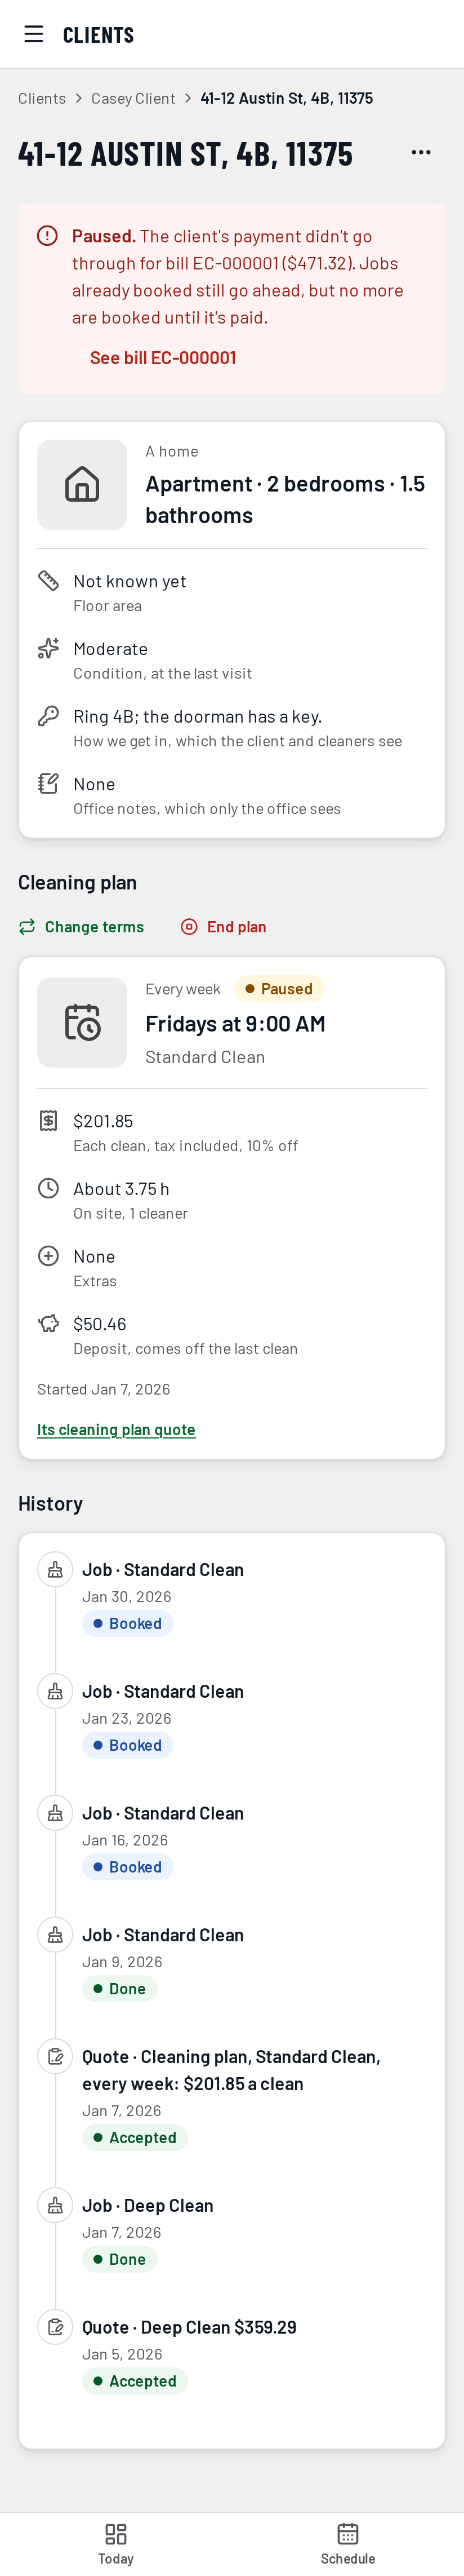 CLIENTS
Clients > Casey Client > 41-12 Austin St, 4B, 11375
41-12 AUSTIN ST, 4B, 11375
Paused. The client's payment didn't go
through for bill EC-000001 ($471.32). Jobs
already booked still go ahead, but no more
are booked until it's paid.
See bill EC-000001
A home
Apartment · 2 bedrooms · 1.5
bathrooms
Not known yet
Floor area
Moderate
Condition, at the last visit
Ring 4B; the doorman has a key.
How we get in, which the client and cleaners see
None
Office notes, which only the office sees
Cleaning plan
Change terms End plan
Every week Paused
Fridays at 9:00 AM
Standard Clean
$201.85
Each clean, tax included, 10% off
About 3.75 h
On site, 1 cleaner
None
Extras
$50.46
Deposit, comes off the last clean
Started Jan 7, 2026
Its cleaning plan quote
History
Job · Standard Clean
Jan 30, 2026
Booked
Job · Standard Clean
Jan 23, 2026
Booked
Job · Standard Clean
Jan 16, 2026
Booked
Job · Standard Clean
Jan 9, 2026
Done
Quote · Cleaning plan, Standard Clean,
every week: $201.85 a clean
Jan 7, 2026
Accepted
Job · Deep Clean
Jan 7, 2026
Done
Quote · Deep Clean $359.29
Jan 5, 2026
Accepted
Today Schedule